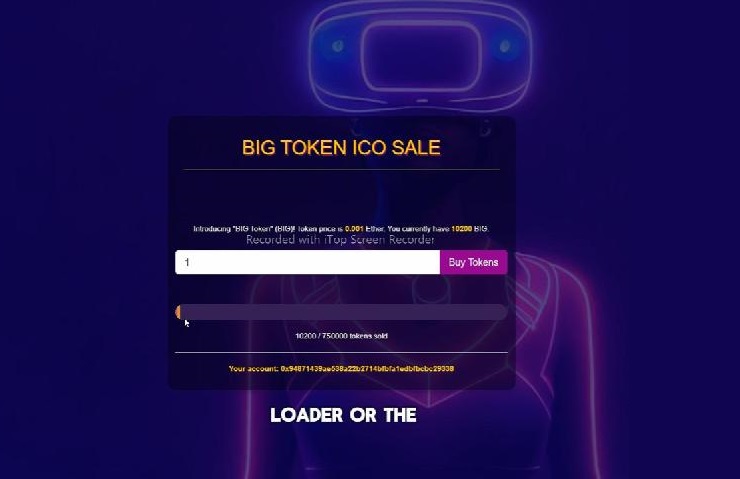 BIG TOKEN ICO SALE
Introducing "BIG Token" (BIG)! Token price is 0.001 Ether. You currently have 10200 BIG.
Recorded with iTop Screen Recorder
1
Buy Tokens
10200 / 750000 tokens sold
Your account:
LOADER OR THE